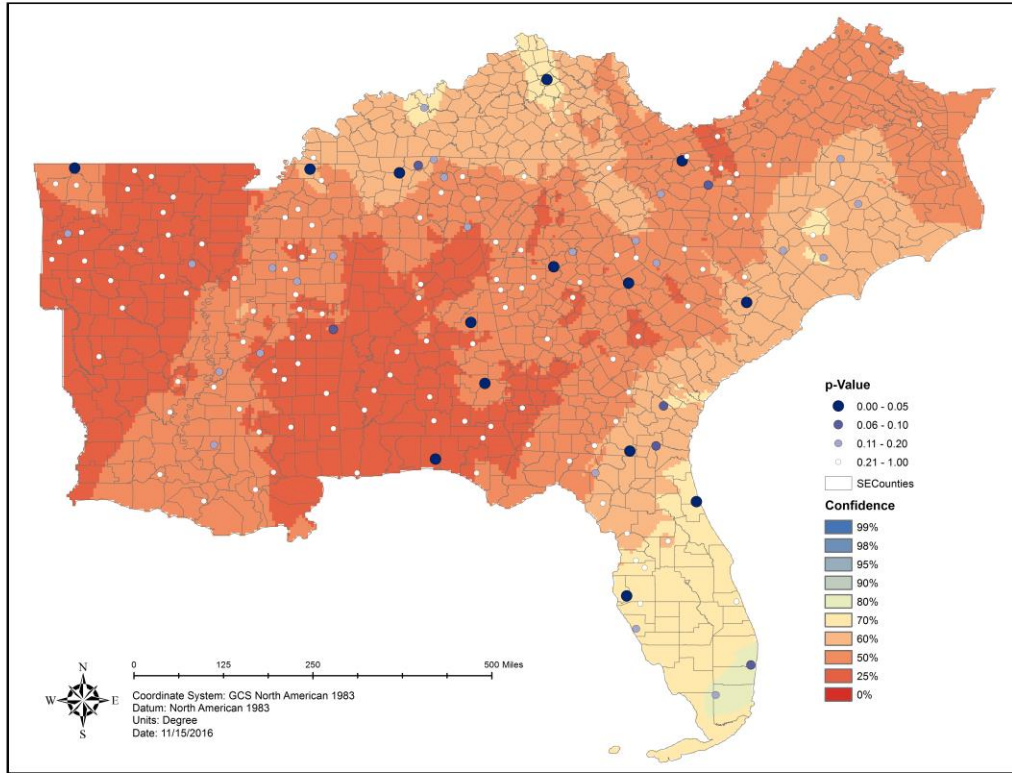 p-Value
0.00 - 0.05
0.06 - 0.10
0.11 - 0.20
0.21 - 1.00
SECounties
Confidence
99%
98%
95%
90%
80%
70%
60%
50%
25%
0%
0 125 250 500 Miles
N
W E
S
Coordinate System: GCS North American 1983
Datum: North American 1983
Units: Degree
Date: 11/15/2016